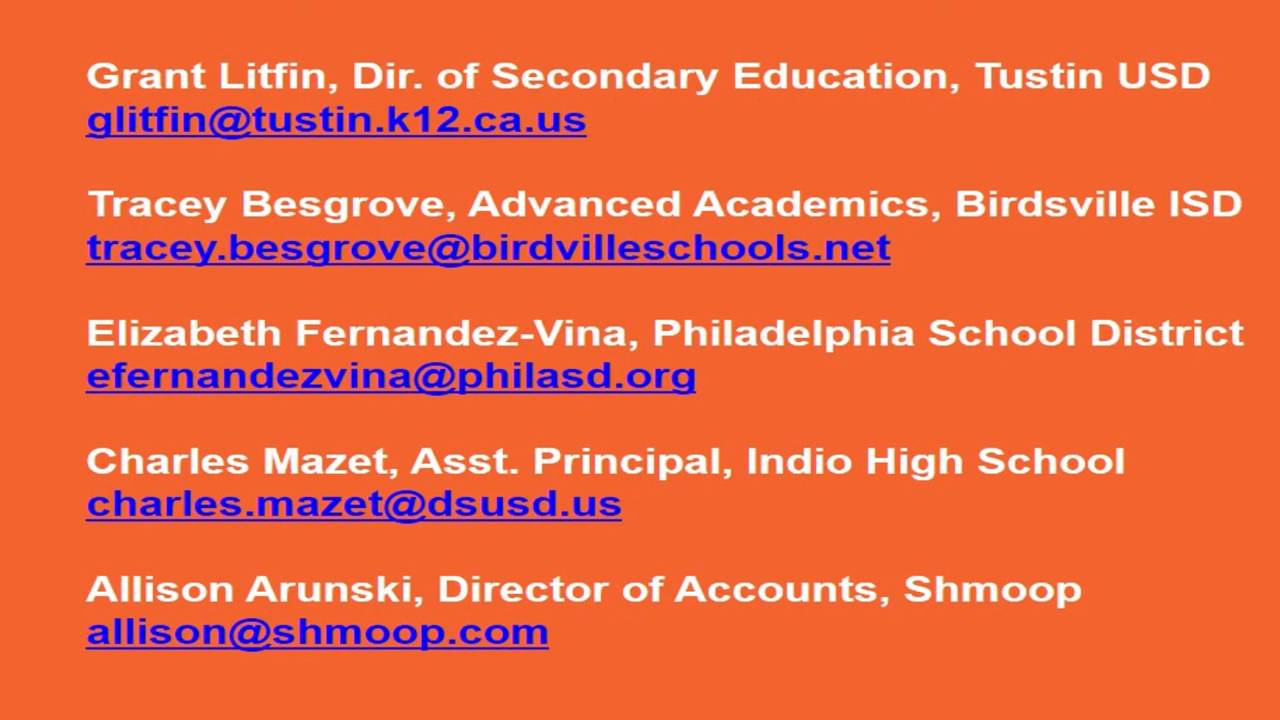 Grant Litfin, Dir. of Secondary Education, Tustin USD
glitfin@tustin.k12.ca.us
Tracey Besgrove, Advanced Academics, Birdsville ISD
tracey.besgrove@birdvilleschools.net
Elizabeth Fernandez-Vina, Philadelphia School District
efernandezvina@philasd.org
Charles Mazet, Asst. Principal, Indio High School
charles.mazet@dsusd.us
Allison Arunski, Director of Accounts, Shmoop
allison@shmoop.com